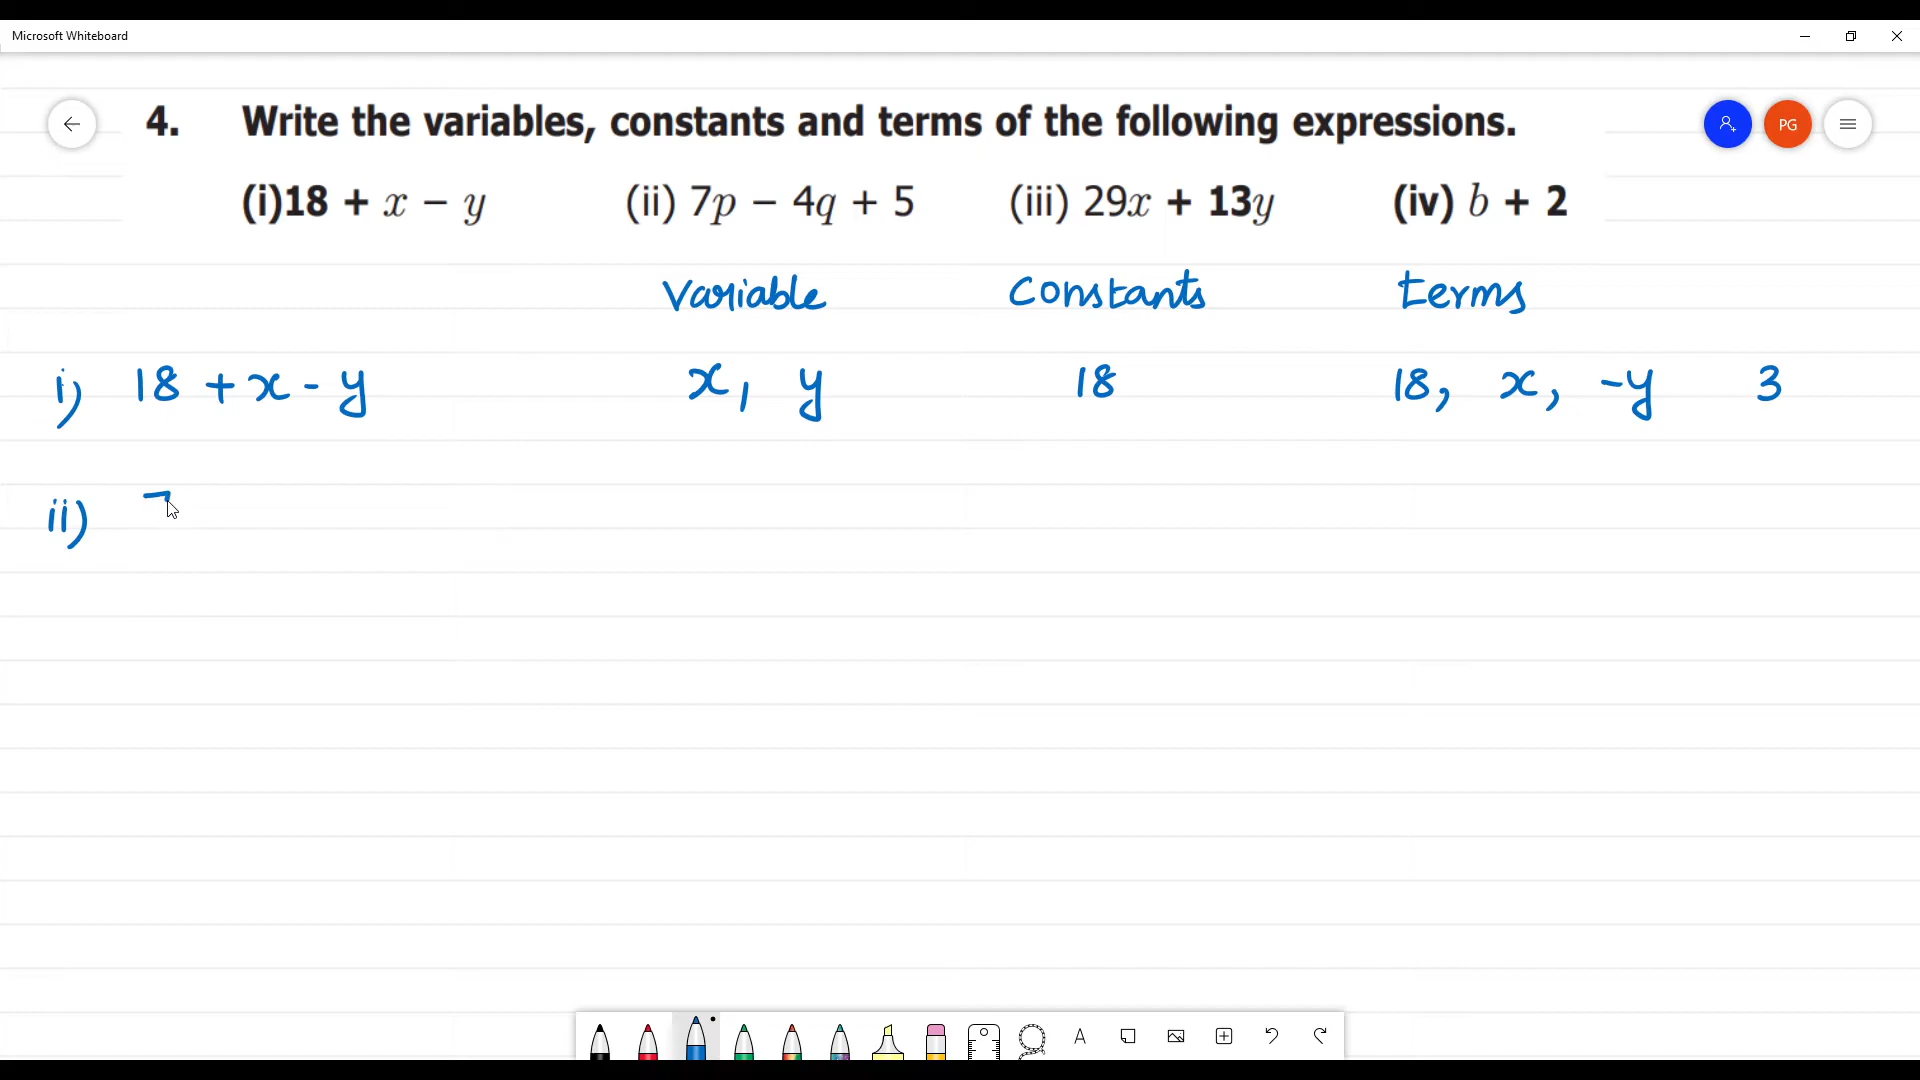 Microsoft Whiteboard
4. Write the variables, constants and terms of the following expressions.
PG
(i)18 + x − y (ii) 7p − 4q + 5 (iii) 29x + 13y (iv) b + 2
Variable Constants terms
i) 18 + x - y x, y 18 18, x, -y 3
ii) 7
A